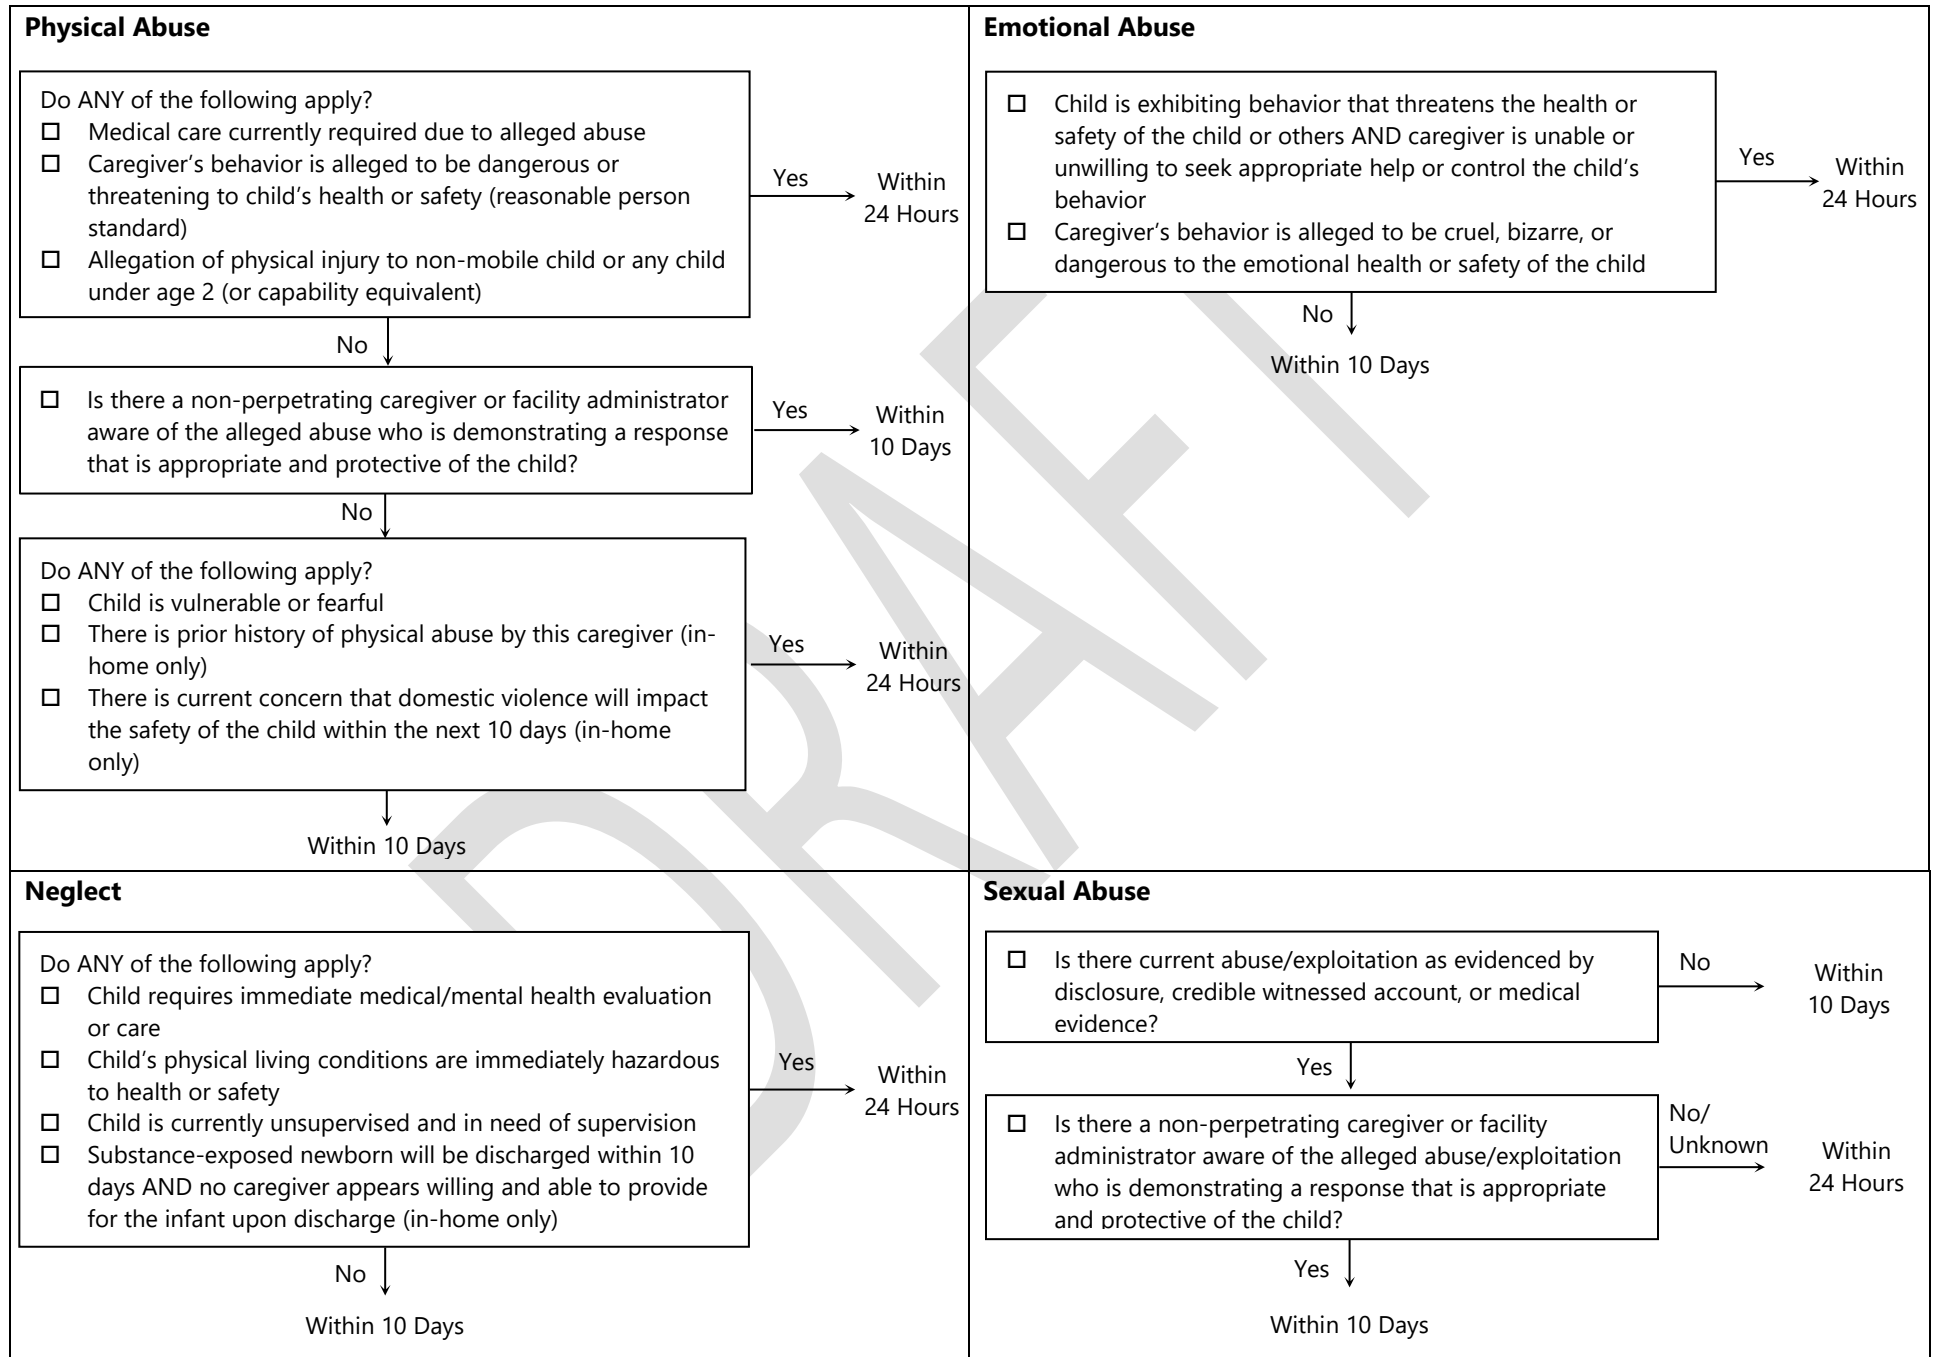 Physical Abuse
Do ANY of the following apply?
☐ Medical care currently required due to alleged abuse
☐ Caregiver’s behavior is alleged to be dangerous or
threatening to child’s health or safety (reasonable person
standard)
☐ Allegation of physical injury to non-mobile child or any child
under age 2 (or capability equivalent)
Yes
Within
24 Hours
No
☐ Is there a non-perpetrating caregiver or facility administrator
aware of the alleged abuse who is demonstrating a response
that is appropriate and protective of the child?
Yes
Within
10 Days
No
Do ANY of the following apply?
☐ Child is vulnerable or fearful
☐ There is prior history of physical abuse by this caregiver (in-
home only)
☐ There is current concern that domestic violence will impact
the safety of the child within the next 10 days (in-home
only)
Yes
Within
24 Hours
Within 10 Days
Emotional Abuse
☐ Child is exhibiting behavior that threatens the health or
safety of the child or others AND caregiver is unable or
unwilling to seek appropriate help or control the child’s
behavior
☐ Caregiver’s behavior is alleged to be cruel, bizarre, or
dangerous to the emotional health or safety of the child
Yes
Within
24 Hours
No
Within 10 Days
Neglect
Do ANY of the following apply?
☐ Child requires immediate medical/mental health evaluation
or care
☐ Child’s physical living conditions are immediately hazardous
to health or safety
☐ Child is currently unsupervised and in need of supervision
☐ Substance-exposed newborn will be discharged within 10
days AND no caregiver appears willing and able to provide
for the infant upon discharge (in-home only)
Yes
Within
24 Hours
No
Within 10 Days
Sexual Abuse
☐ Is there current abuse/exploitation as evidenced by
disclosure, credible witnessed account, or medical
evidence?
No
Within
10 Days
Yes
☐ Is there a non-perpetrating caregiver or facility
administrator aware of the alleged abuse/exploitation
who is demonstrating a response that is appropriate
and protective of the child?
No/
Unknown
Within
24 Hours
Yes
Within 10 Days
DRAFT